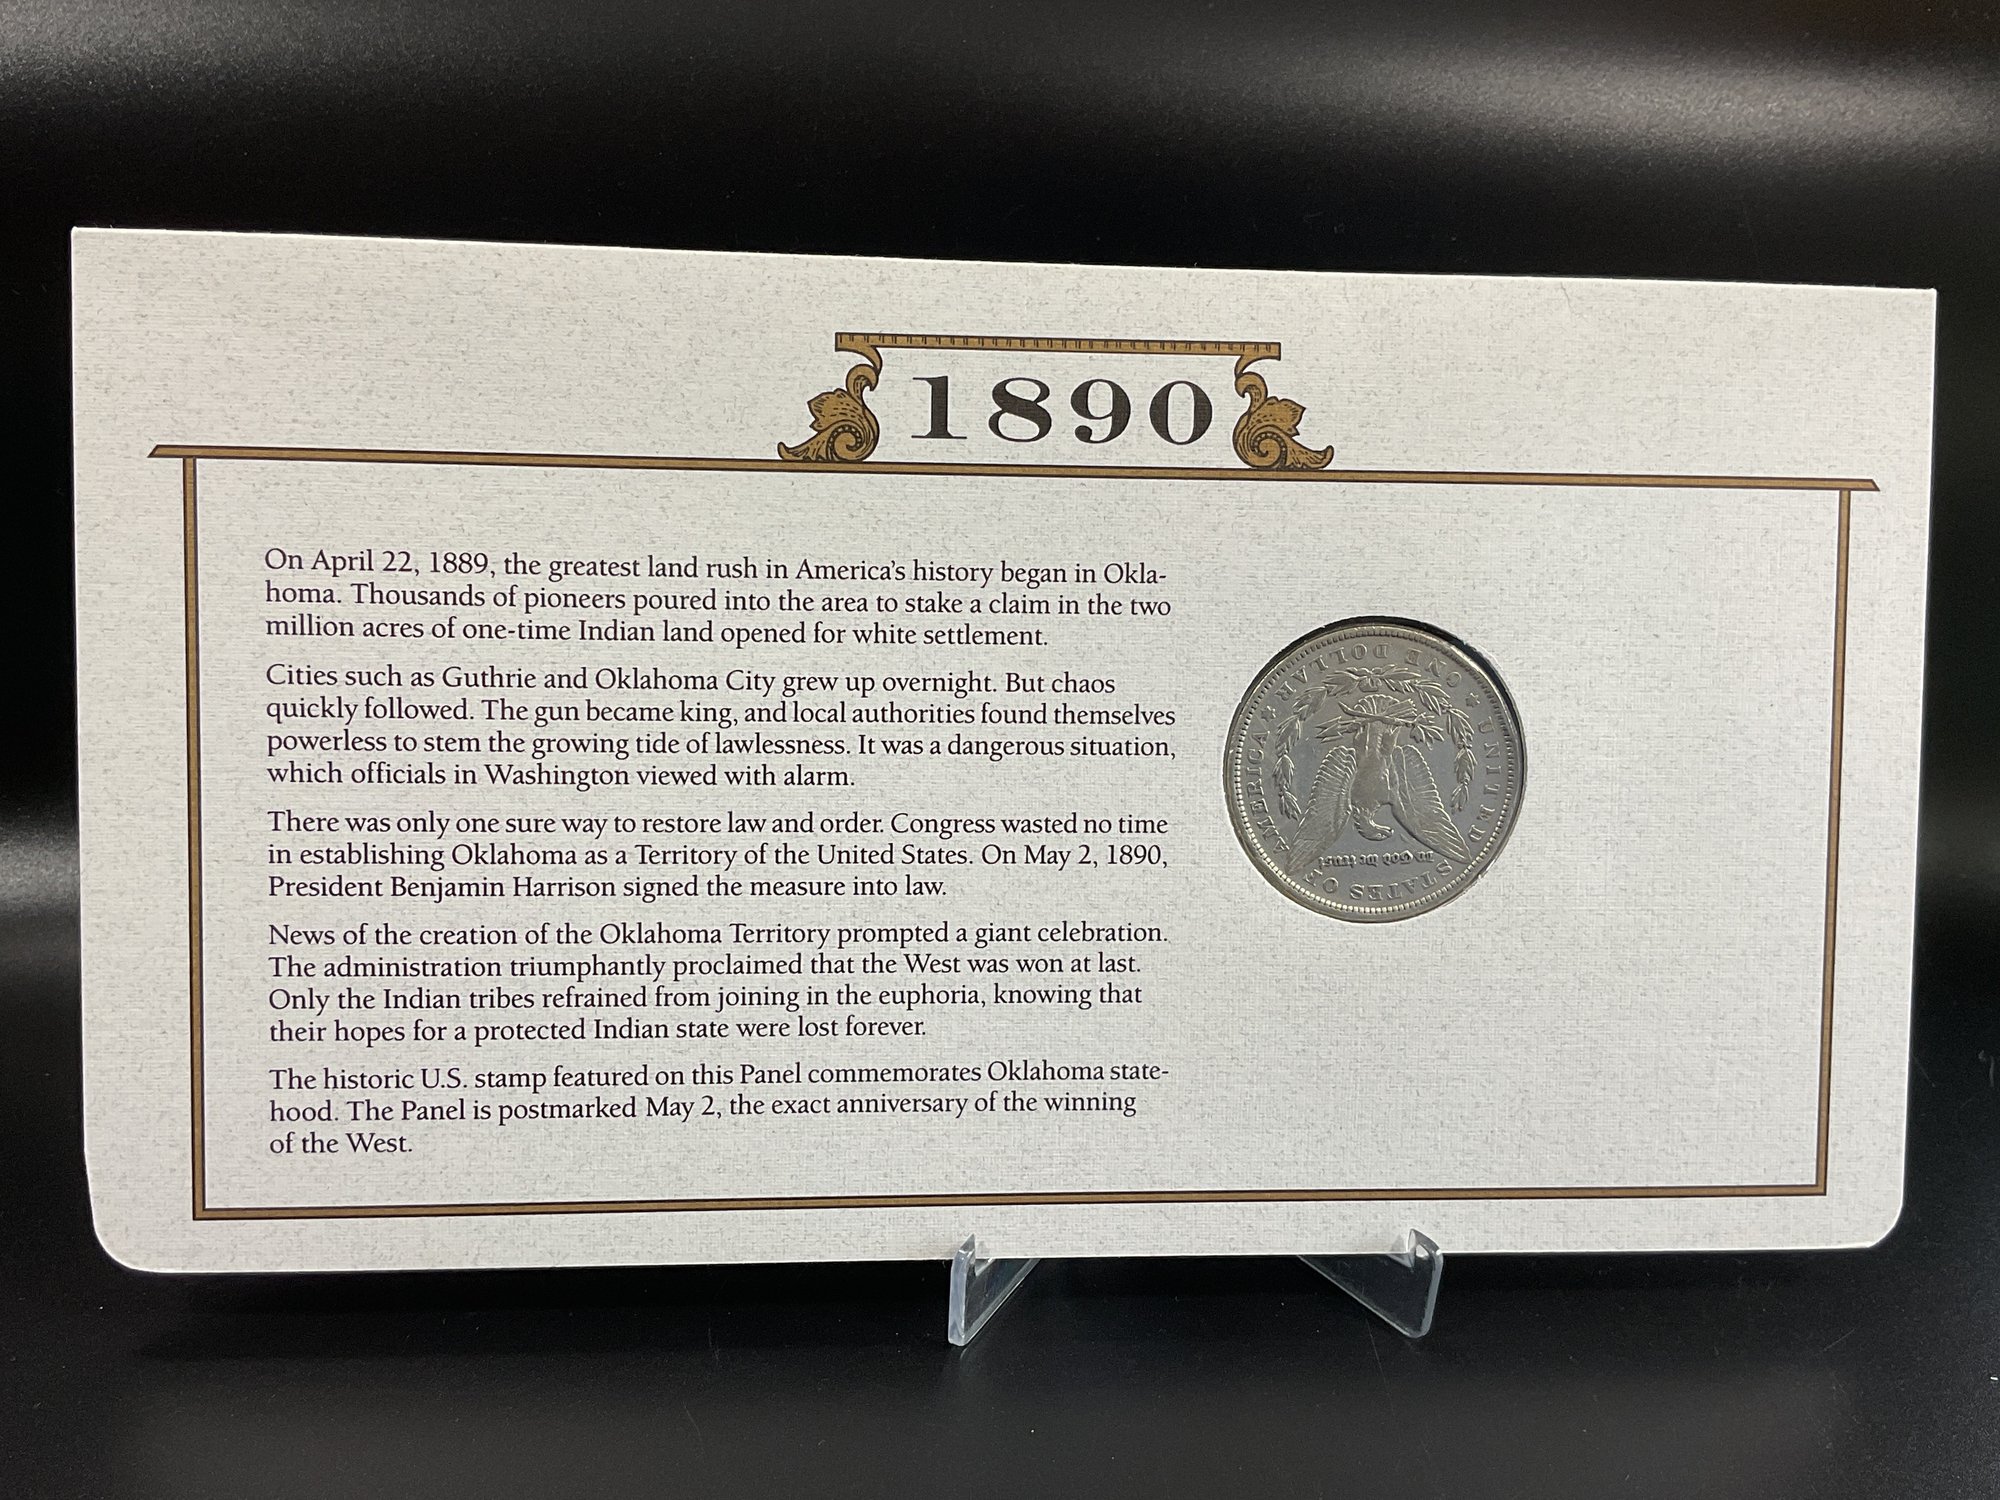 1890
On April 22, 1889, the greatest land rush in America's history began in Okla-
homa. Thousands of pioneers poured into the area to stake a claim in the two
million acres of one-time Indian land opened for white settlement.
Cities such as Guthrie and Oklahoma City grew up overnight. But chaos
quickly followed. The gun became king, and local authorities found themselves
powerless to stem the growing tide of lawlessness. It was a dangerous situation,
which officials in Washington viewed with alarm.
There was only one sure way to restore law and order. Congress wasted no time
in establishing Oklahoma as a Territory of the United States. On May 2, 1890,
President Benjamin Harrison signed the measure into law.
News of the creation of the Oklahoma Territory prompted a giant celebration.
The administration triumphantly proclaimed that the West was won at last.
Only the Indian tribes refrained from joining in the euphoria, knowing that
their hopes for a protected Indian state were lost forever.
The historic U.S. stamp featured on this Panel commemorates Oklahoma state-
hood. The Panel is postmarked May 2, the exact anniversary of the winning
of the West.
UNITED STATES OF AMERICA
ONE DOLLAR
In God we trust